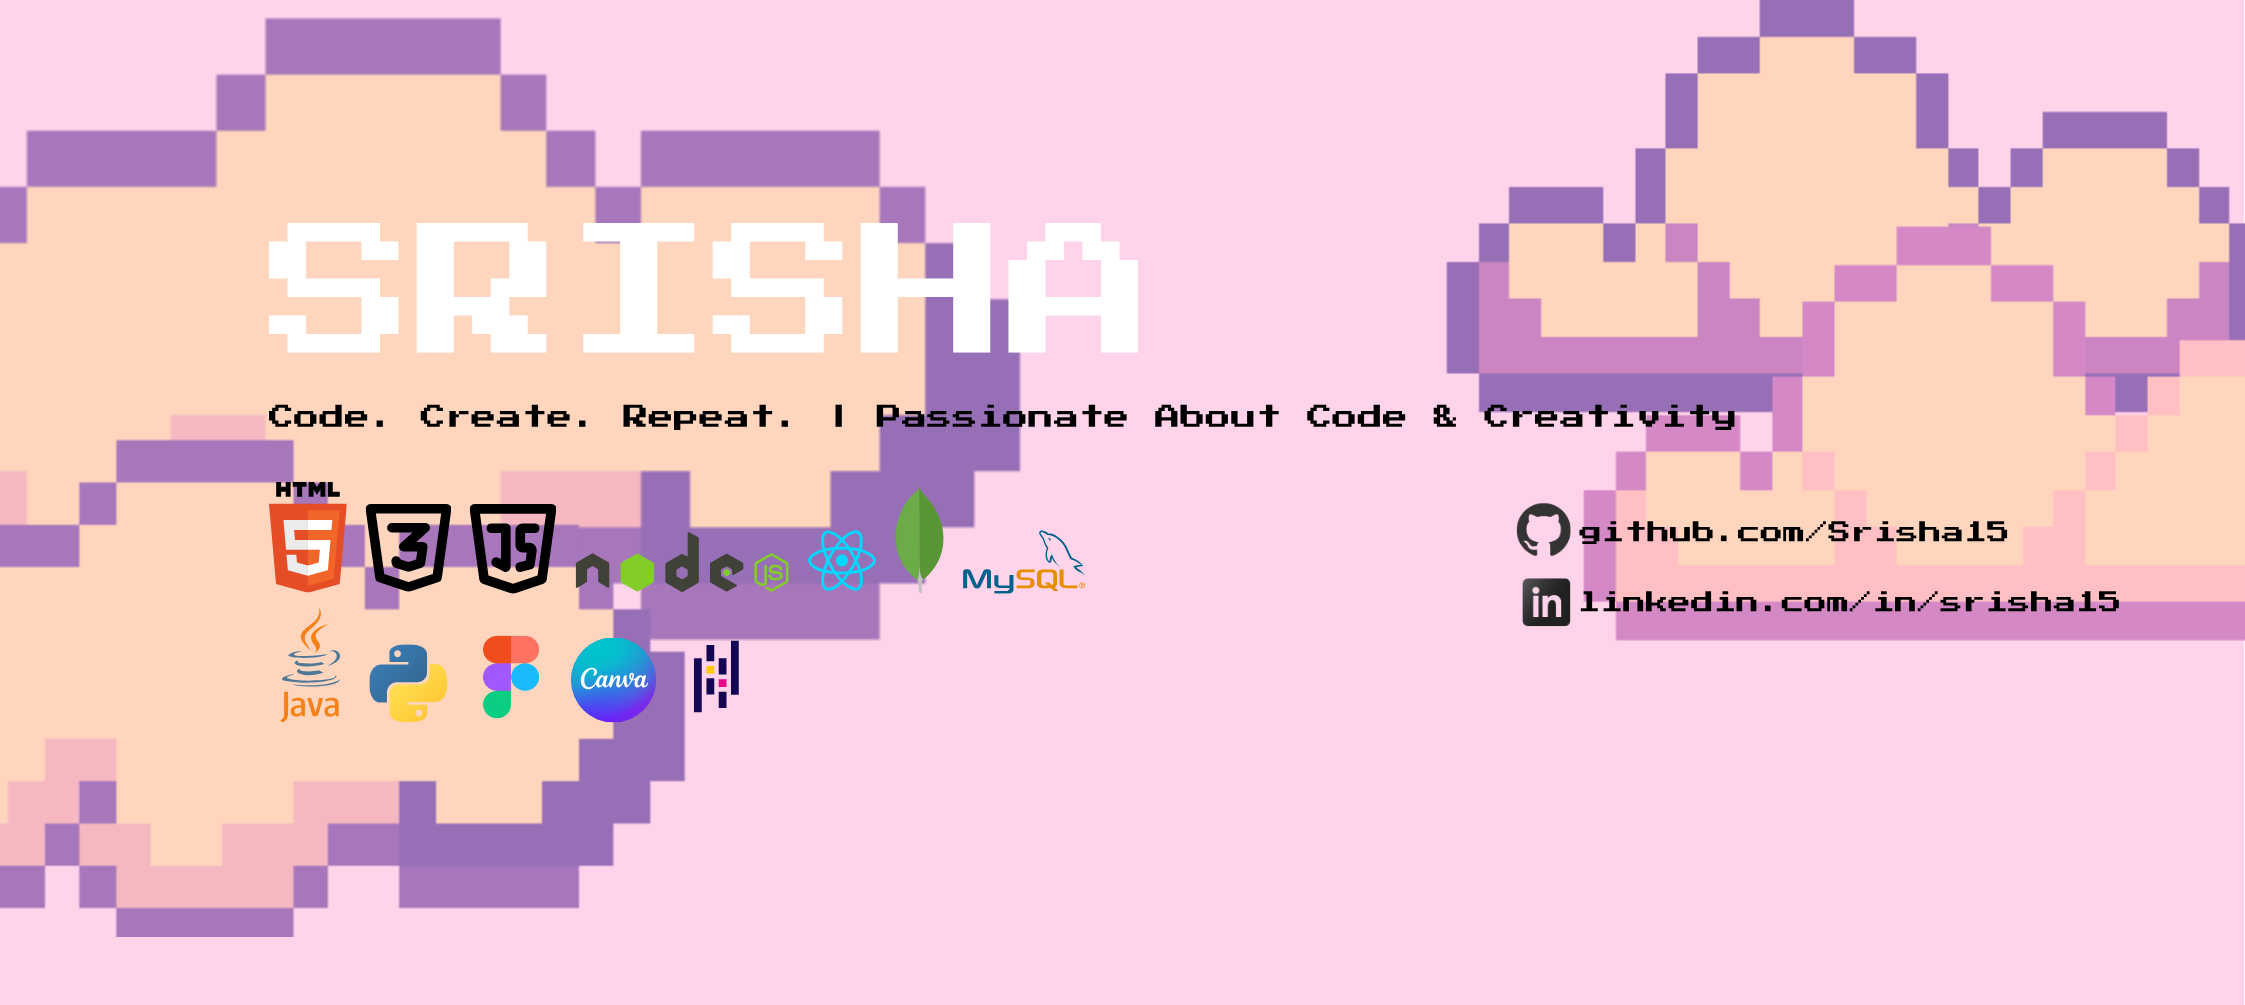 SRISHA
Code. Create. Repeat. | Passionate About Code & Creativity
HTML
5 3 JS node JS MySQL®
github.com/Srisha15
linkedin.com/in/srisha15
in
Java Canva